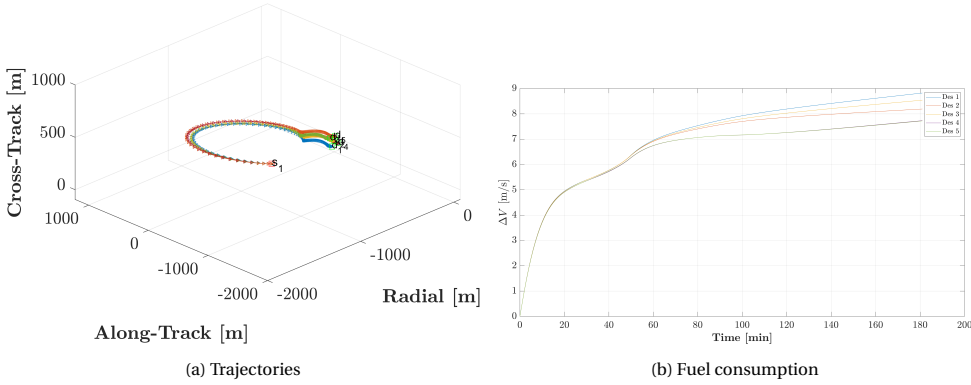 1000
500
0
Cross-Track [m]
1000
0
-1000
-2000
Along-Track [m]
0
-1000
-2000
Radial [m]
s1
(a) Trajectories
9
8
7
6
5
4
3
2
1
0
ΔV [m/s]
0 20 40 60 80 100 120 140 160 180 200
Time [min]
Des 1
Des 2
Des 3
Des 4
Des 5
(b) Fuel consumption